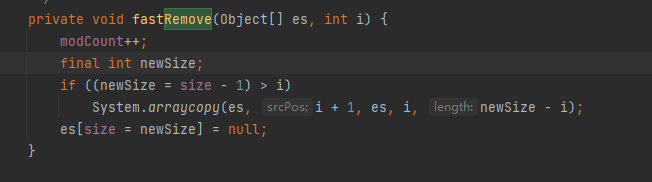 private void fastRemove(Object[] es, int i) {
modCount++;
final int newSize;
if ((newSize = size - 1) > i)
System.arraycopy(es, srcPos: i + 1, es, i, length: newSize - i);
es[size = newSize] = null;
}